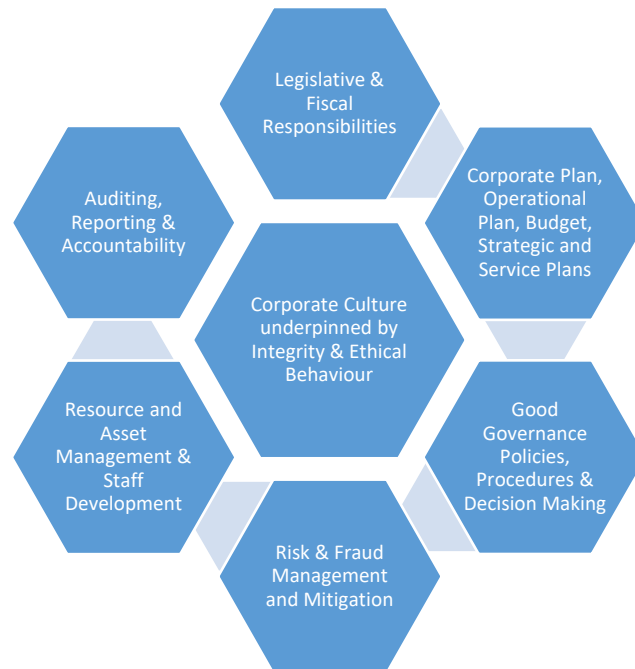 Legislative &
Fiscal
Responsibilities
Corporate Plan,
Operational
Plan, Budget,
Strategic and
Service Plans
Auditing,
Reporting &
Accountability
Corporate Culture
underpinned by
Integrity & Ethical
Behaviour
Good
Governance
Policies,
Procedures &
Decision Making
Resource and
Asset
Management &
Staff
Development
Risk & Fraud
Management
and Mitigation